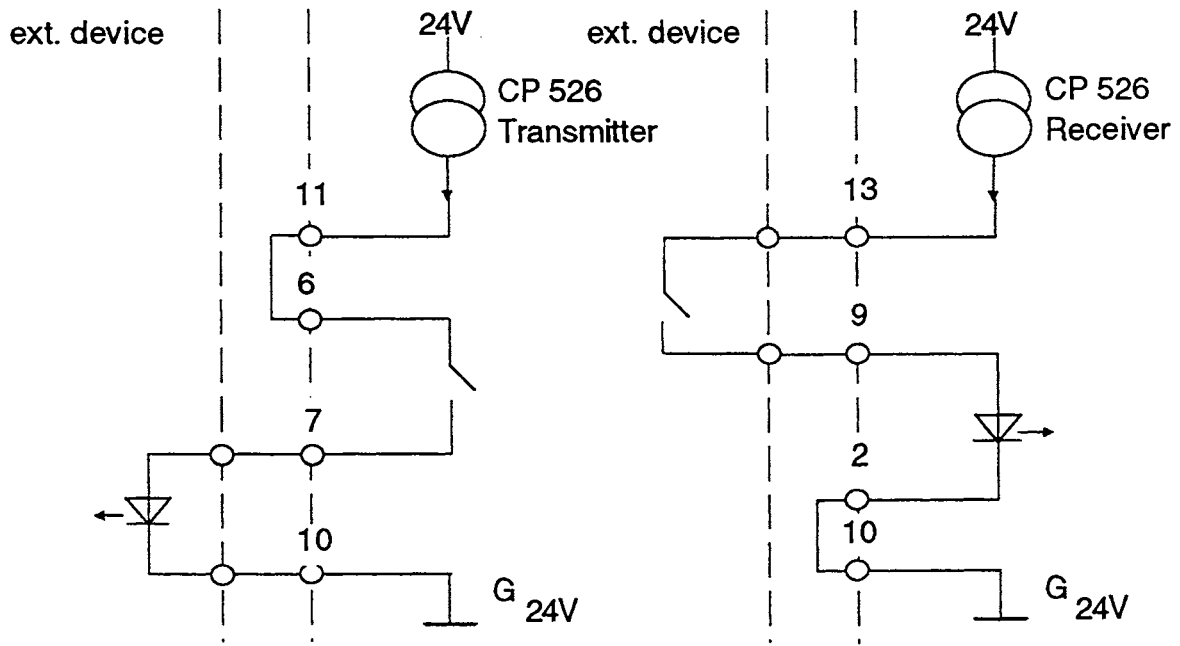 ext. device
24V
CP 526
Transmitter
11
6
7
10
G 24V
ext. device
24V
CP 526
Receiver
13
9
2
10
G 24V